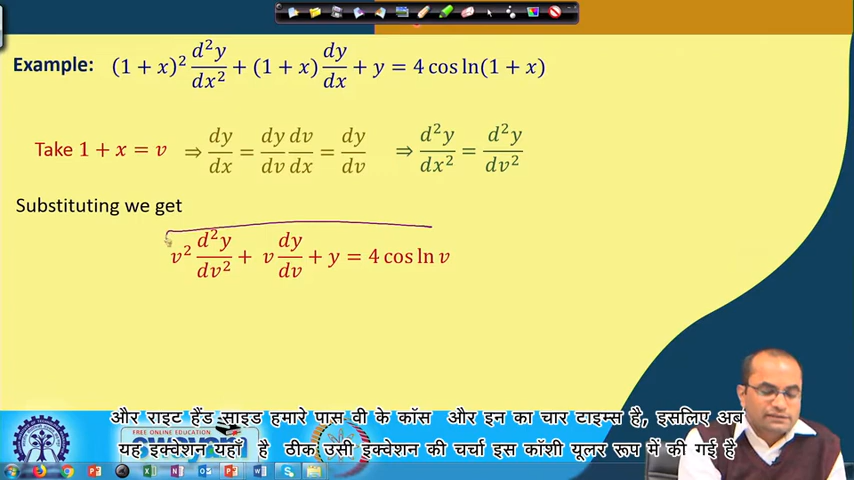 Example: (1 + x)² d²y/dx² + (1 + x) dy/dx + y = 4 cos ln(1 + x)
Take 1 + x = v ⇒ dy/dx = dy/dv dv/dx = dy/dv ⇒ d²y/dx² = d²y/dv²
Substituting we get
v² d²y/dv² + v dy/dv + y = 4 cos ln v
और राइट हैंड साइड हमारे पास वी के कॉस और इन का चार टाइम्स है, इसलिए अब
यह इक्वेशन यहाँ है ठीक उसी इक्वेशन की चर्चा इस कॉशी यूलर रूप में की गई है
FREE ONLINE EDUCATION